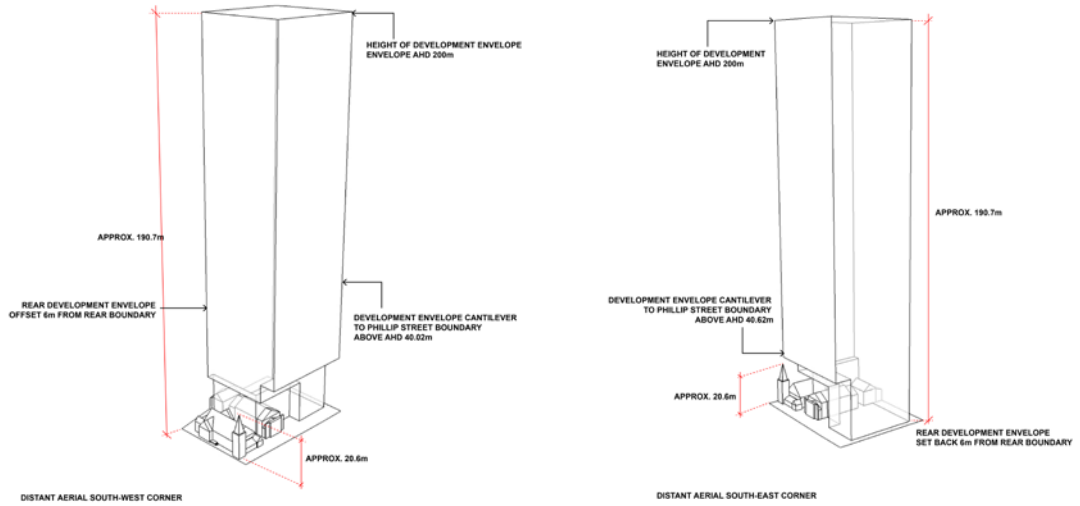 HEIGHT OF DEVELOPMENT ENVELOPE
ENVELOPE AHD 200m
APPROX. 190.7m
REAR DEVELOPMENT ENVELOPE
OFFSET 6m FROM REAR BOUNDARY
DEVELOPMENT ENVELOPE CANTILEVER
TO PHILLIP STREET BOUNDARY
ABOVE AHD 40.02m
APPROX. 20.6m
DISTANT AERIAL SOUTH-WEST CORNER
HEIGHT OF DEVELOPMENT
ENVELOPE AHD 200m
APPROX. 190.7m
DEVELOPMENT ENVELOPE CANTILEVER
TO PHILLIP STREET BOUNDARY
ABOVE AHD 40.62m
APPROX. 20.6m
REAR DEVELOPMENT ENVELOPE
SET BACK 6m FROM REAR BOUNDARY
DISTANT AERIAL SOUTH-EAST CORNER